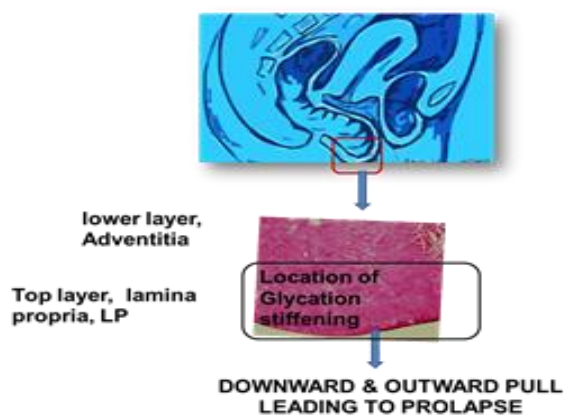 lower layer,
Adventitia
Top layer, lamina
propria, LP
Location of
Glycation
stiffening
DOWNWARD & OUTWARD PULL
LEADING TO PROLAPSE